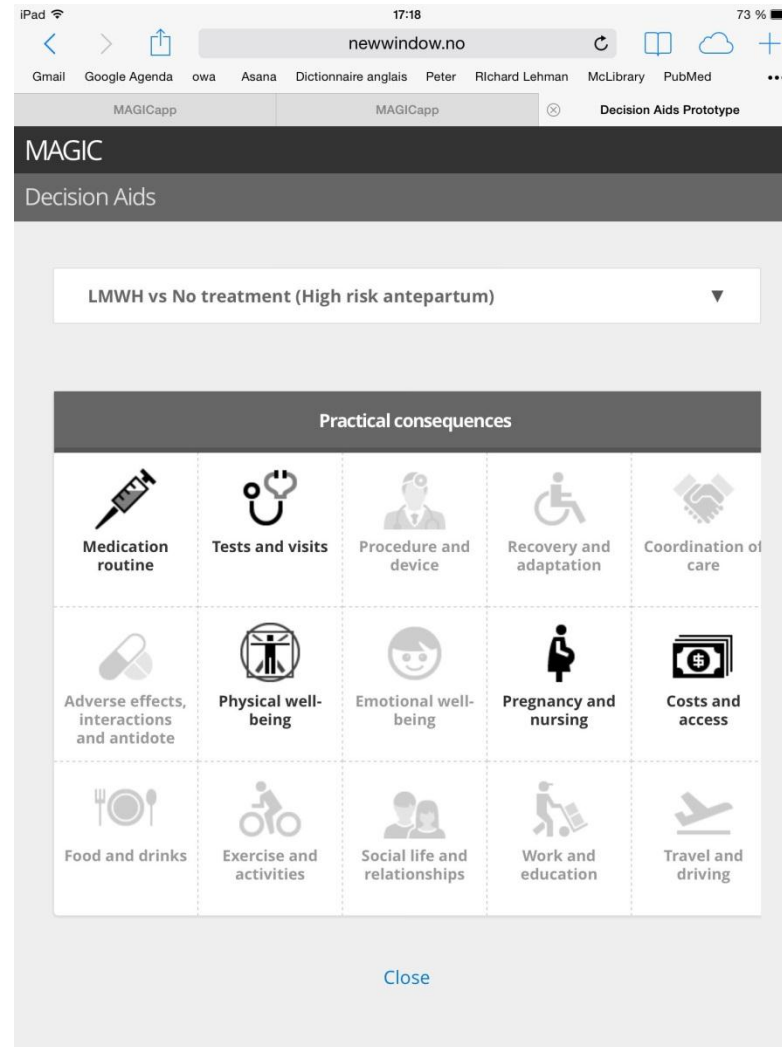 iPad 17:18 73 %
newwindow.no
Gmail Google Agenda owa Asana Dictionnaire anglais Peter RIchard Lehman McLibrary PubMed •••
MAGICapp MAGICapp Decision Aids Prototype
MAGIC
Decision Aids
LMWH vs No treatment (High risk antepartum) ▼
Practical consequences
Medication
routine
Tests and visits
Procedure and
device
Recovery and
adaptation
Coordination of
care
Adverse effects,
interactions
and antidote
Physical well-
being
Emotional well-
being
Pregnancy and
nursing
$
Costs and
access
Food and drinks
Exercise and
activities
Social life and
relationships
Work and
education
Travel and
driving
Close